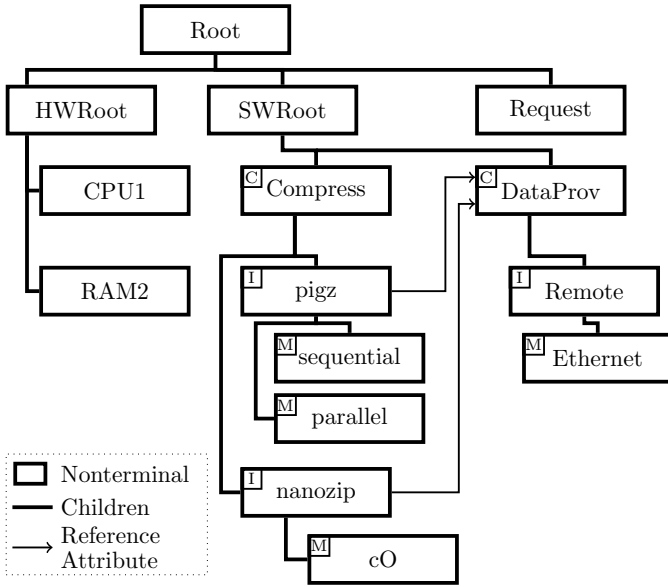 Root
HWRoot
SWRoot
Request
CPU1
C
Compress
C
DataProv
RAM2
I
pigz
I
Remote
M
sequential
M
Ethernet
M
parallel
Nonterminal
Children
Reference
Attribute
I
nanozip
M
cO